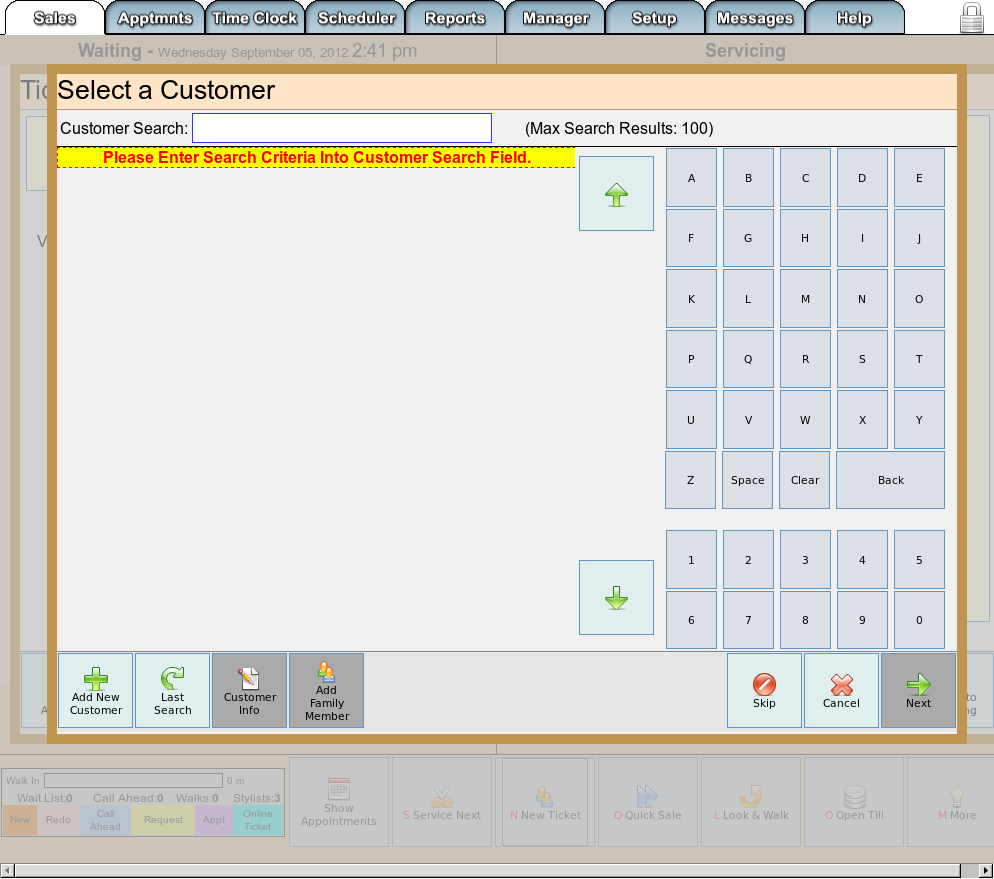 Sales Apptmnts Time Clock Scheduler Reports Manager Setup Messages Help
Waiting - Wednesday September 05, 2012 2:41 pm
Servicing
Select a Customer
Customer Search:
(Max Search Results: 100)
Please Enter Search Criteria Into Customer Search Field.
A B C D E
F G H I J
K L M N O
P Q R S T
U V W X Y
Z Space Clear Back
1 2 3 4 5
6 7 8 9 0
Add New
Customer
Last
Search
Customer
Info
Add
Family
Member
Skip
Cancel
Next
Walk In 0 m
Wait List:0 Call Ahead:0 Walks:0 Stylists:3
New Redo Call
Ahead Request Appt Online
Ticket
Show
Appointments
S Service Next
N New Ticket
Q Quick Sale
L Look & Walk
O Open Till
M More